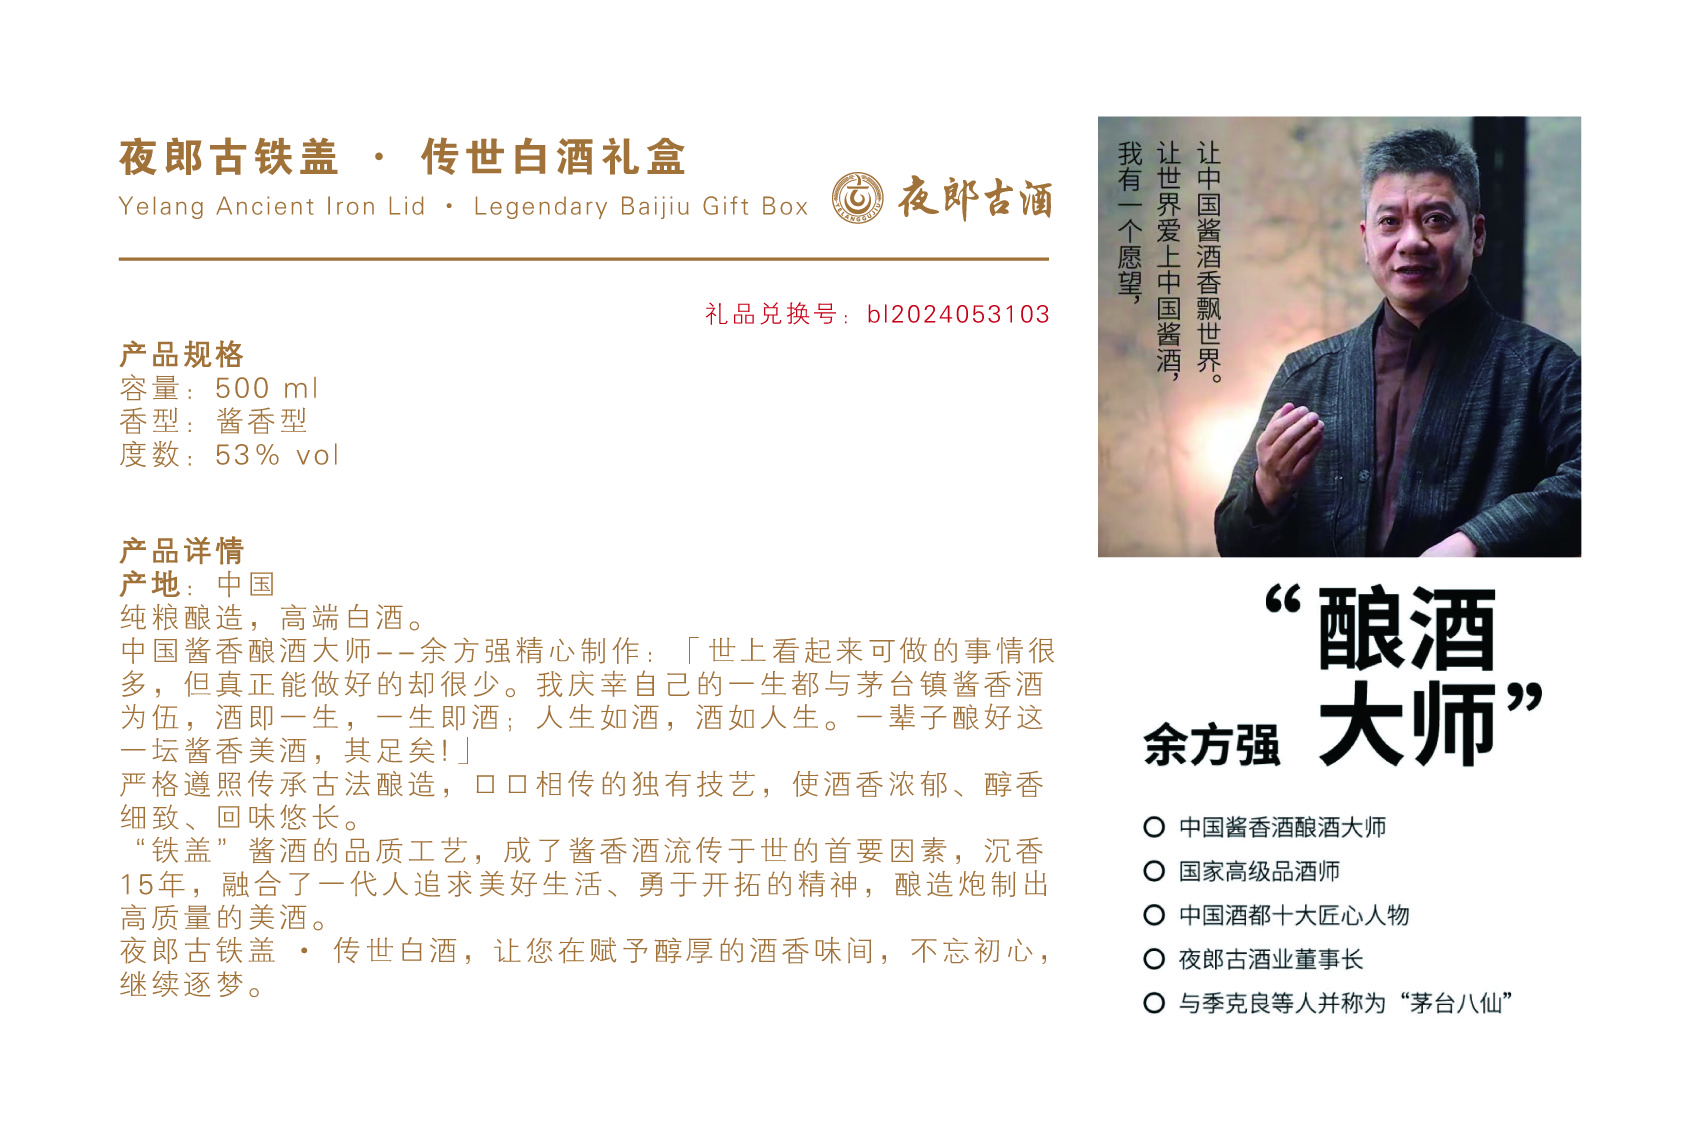 夜郎古铁盖 · 传世白酒礼盒
Yelang Ancient Iron Lid · Legendary Baijiu Gift Box
YELANGGUJIU
夜郎古酒
礼品兑换号：bl2024053103
产品规格
容量：500 ml
香型：酱香型
度数：53% vol
产品详情
产地：中国
纯粮酿造，高端白酒。
中国酱香酿酒大师--余方强精心制作：「世上看起来可做的事情很
多，但真正能做好的却很少。我庆幸自己的一生都与茅台镇酱香酒
为伍，酒即一生，一生即酒；人生如酒，酒如人生。一辈子酿好这
一坛酱香美酒，其足矣!」
严格遵照传承古法酿造，口口相传的独有技艺，使酒香浓郁、醇香
细致、回味悠长。
“铁盖”酱酒的品质工艺，成了酱香酒流传于世的首要因素，沉香
15年，融合了一代人追求美好生活、勇于开拓的精神，酿造炮制出
高质量的美酒。
夜郎古铁盖 · 传世白酒，让您在赋予醇厚的酒香味间，不忘初心，
继续逐梦。
我有一个愿望，
让世界爱上中国酱酒，
让中国酱酒香飘世界。
“酿酒
大师”
余方强
中国酱香酒酿酒大师
国家高级品酒师
中国酒都十大匠心人物
夜郎古酒业董事长
与季克良等人并称为“茅台八仙”